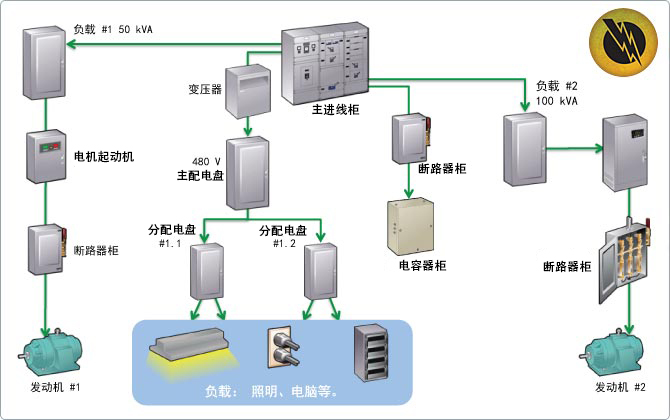 负载 #1 50 kVA
变压器
主进线柜
负载 #2
100 kVA
电机起动机
480 V
主配电盘
断路器柜
分配电盘
#1.1
分配电盘
#1.2
断路器柜
电容器柜
断路器柜
负载： 照明、电脑等。
发动机 #1
发动机 #2